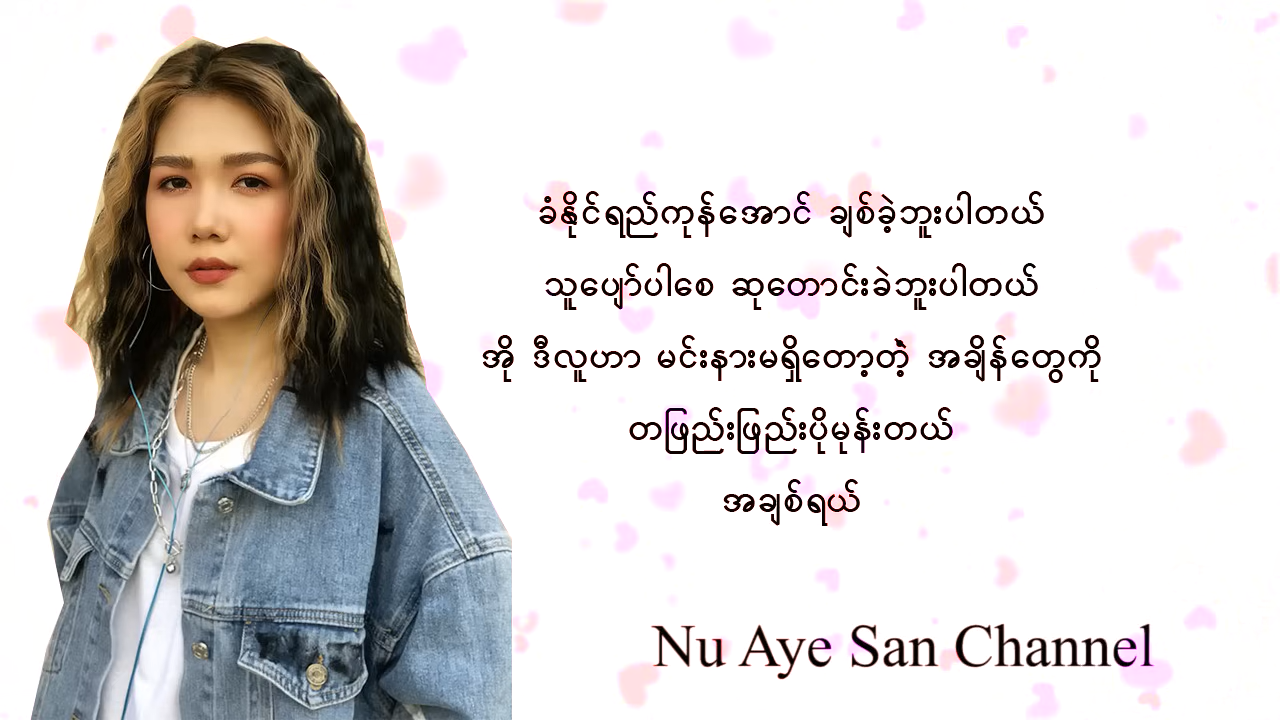 ခံနိုင်ရည်ကုန်အောင် ချစ်ခဲ့ဘူးပါတယ်
သူပျော်ပါစေ ဆုတောင်းခဲဘူးပါတယ်
အို ဒီလူဟာ မင်းနားမရှိတော့တဲ့ အချိန်တွေကို
တဖြည်းဖြည်းပိုမုန်းတယ်
အချစ်ရယ်
Nu Aye San Channel